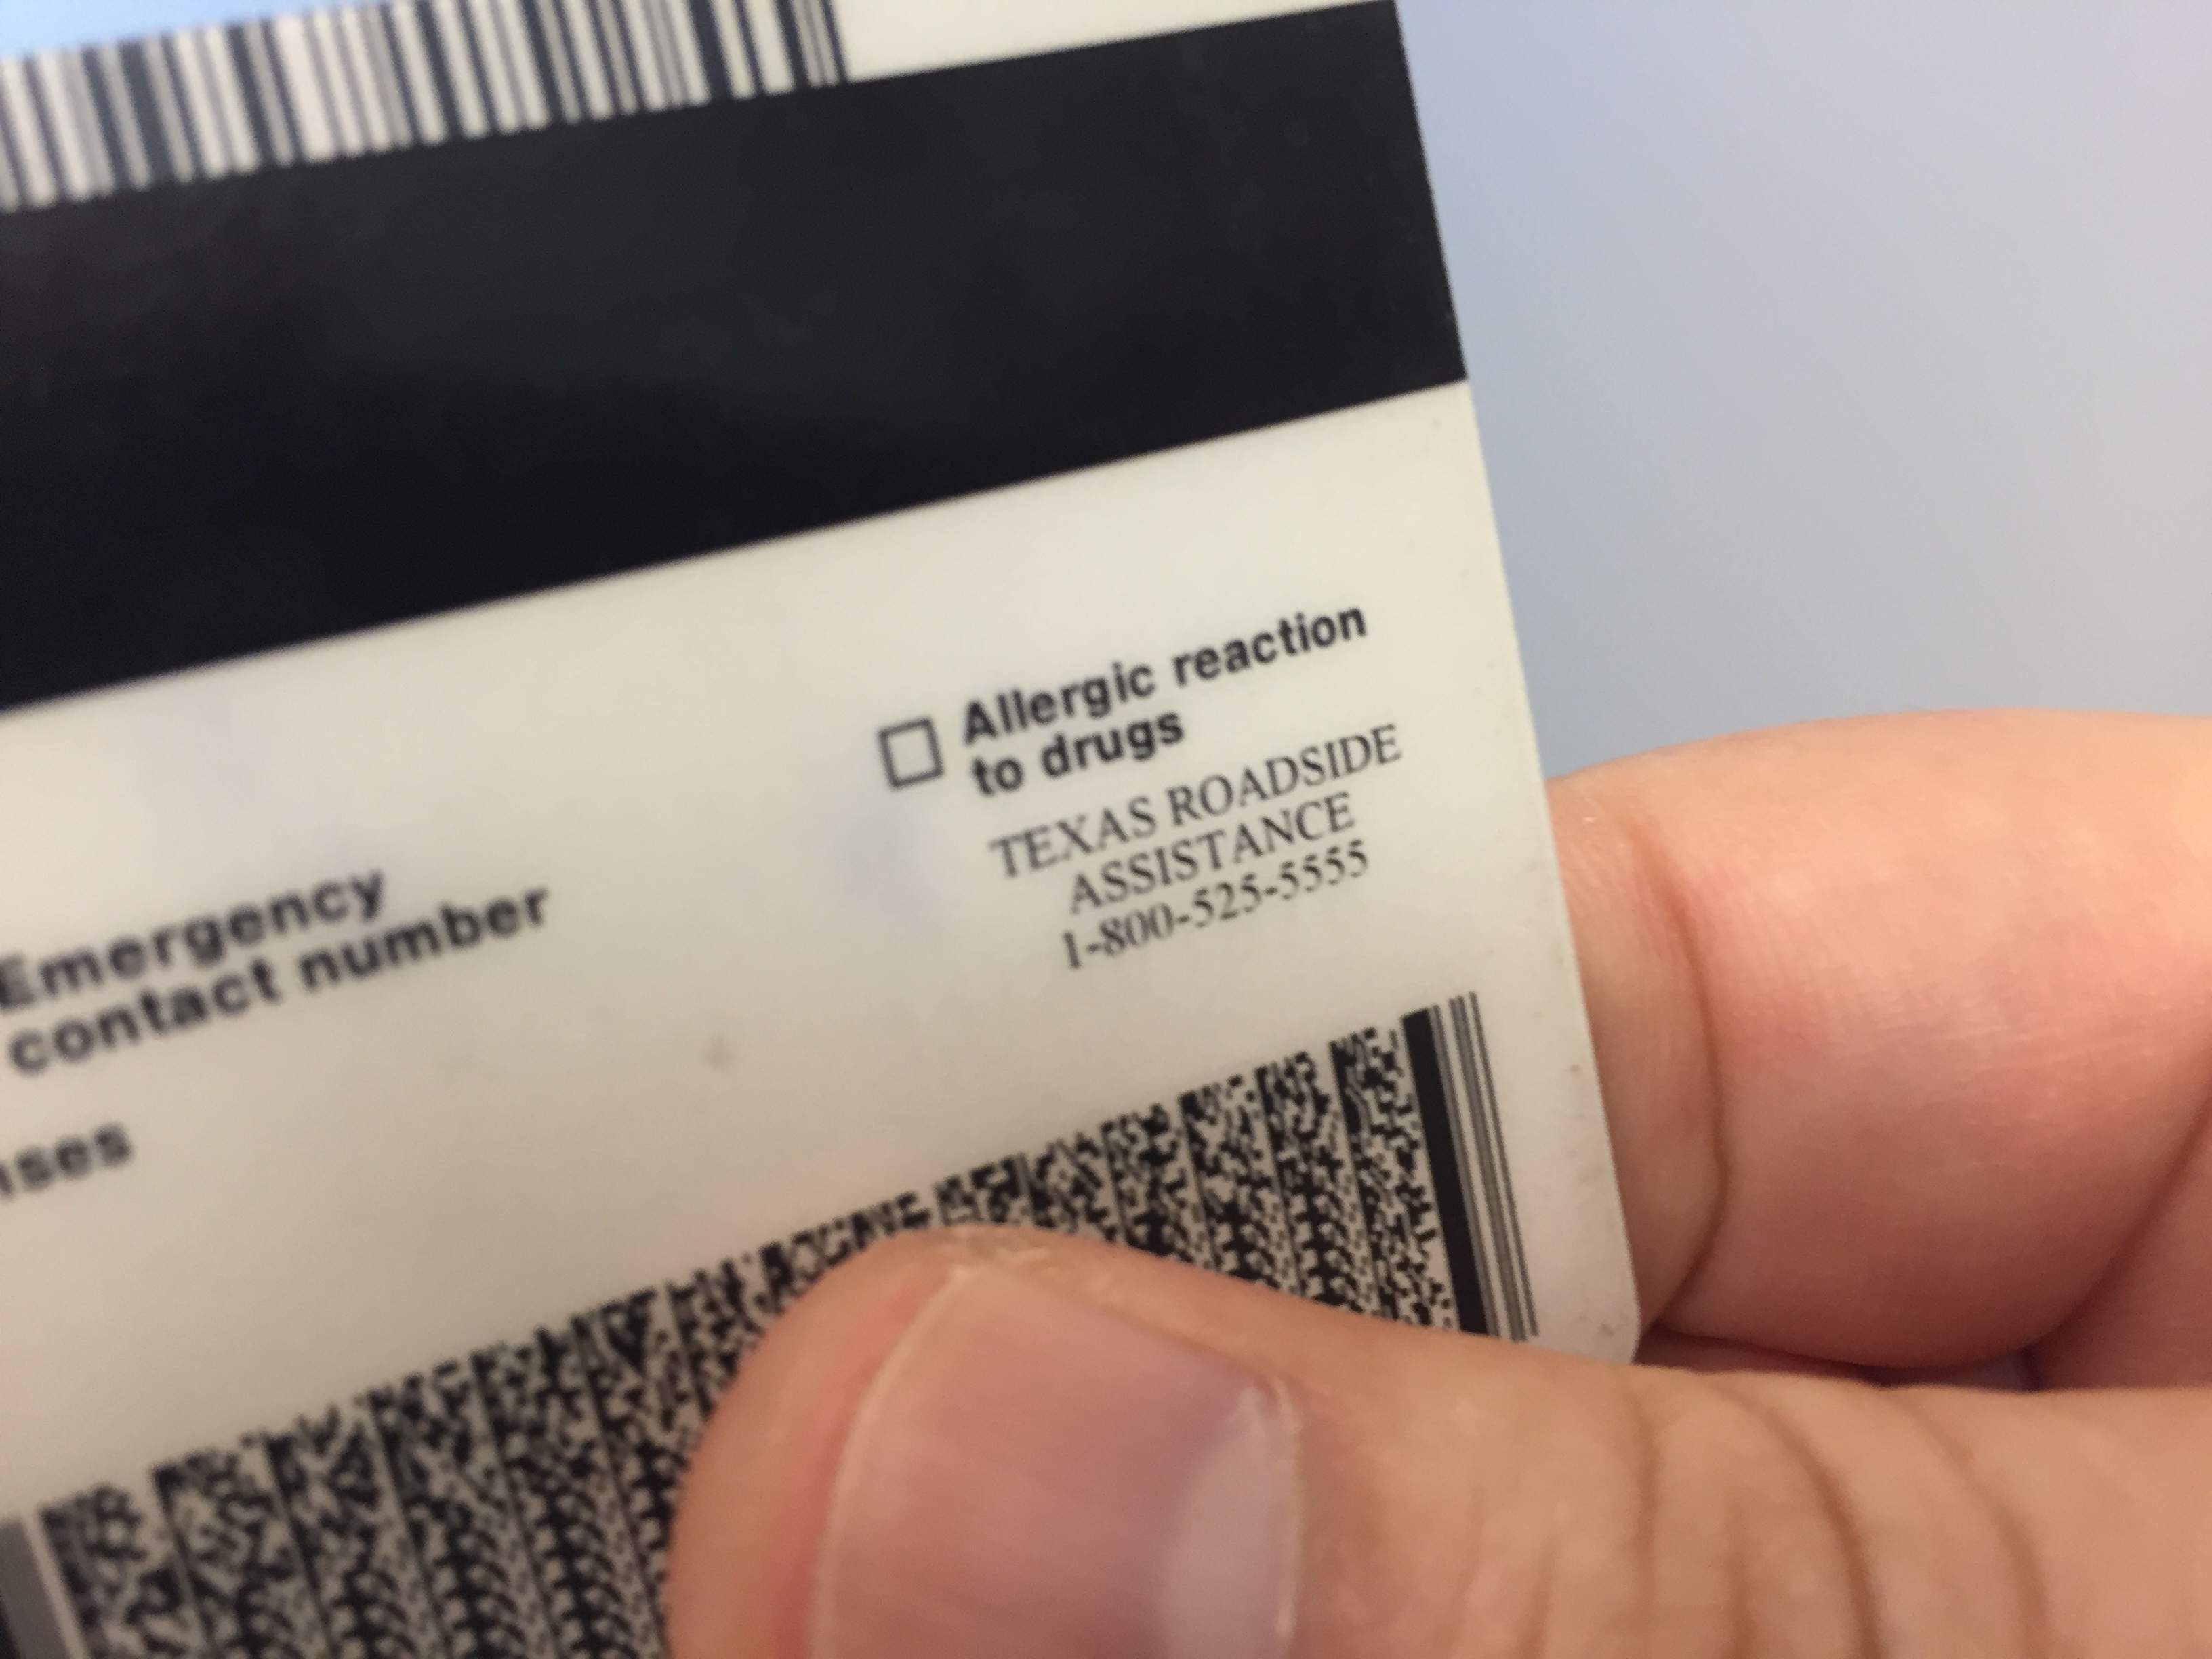 Allergic reaction
to drugs
TEXAS ROADSIDE
ASSISTANCE
1-800-525-5555
Emergency
contact number